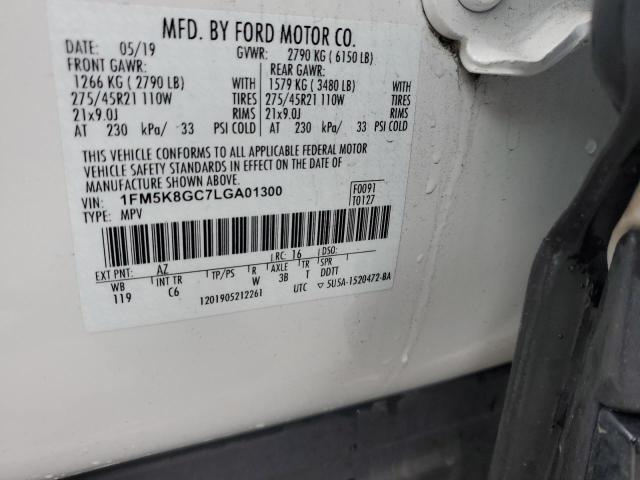 MFD. BY FORD MOTOR CO.
DATE: 05/19 GVWR: 2790 KG ( 6150 LB)
FRONT GAWR: REAR GAWR:
1266 KG ( 2790 LB) WITH 1579 KG ( 3480 LB) WITH
275/45R21 110W TIRES 275/45R21 110W TIRES
21x9.0J RIMS 21x9.0J RIMS
AT 230 kPa/ 33 PSI COLD AT 230 kPa/ 33 PSI COLD
THIS VEHICLE CONFORMS TO ALL APPLICABLE FEDERAL MOTOR
VEHICLE SAFETY STANDARDS IN EFFECT ON THE DATE OF
MANUFACTURE SHOWN ABOVE.
VIN: 1FM5K8GC7LGA01300 F0091
TYPE: MPV T0127
EXT PNT: AZ RC: 16 DSO:
WB INT TR TP/PS R AXLE TR SPR
119 C6 W 3B T DDTT
1201905212261 UTC ▽ 5U5A-1520472-BA